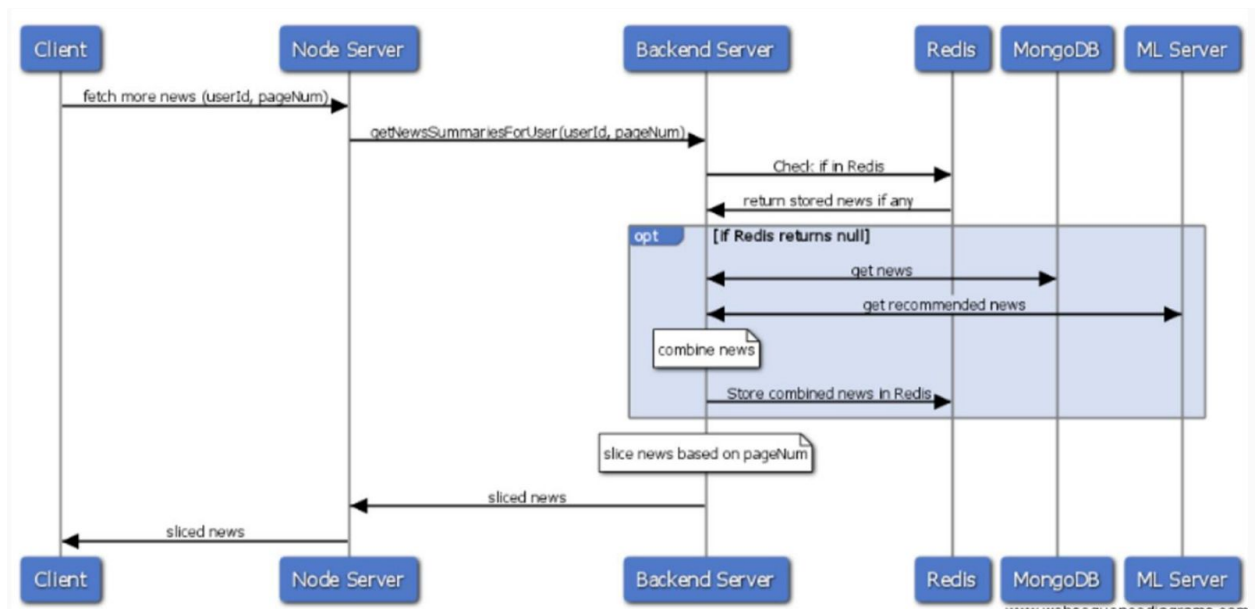 Client Node Server Backend Server Redis MongoDB ML Server
fetch more news (userId, pageNum)
getNewsSummariesForUser(userId, pageNum)
Check if in Redis
return stored news if any
opt [if Redis returns null]
get news
get recommended news
combine news
Store combined news in Redis
slice news based on pageNum
sliced news
sliced news
Client Node Server Backend Server Redis MongoDB ML Server
www.websequencediagrams.com